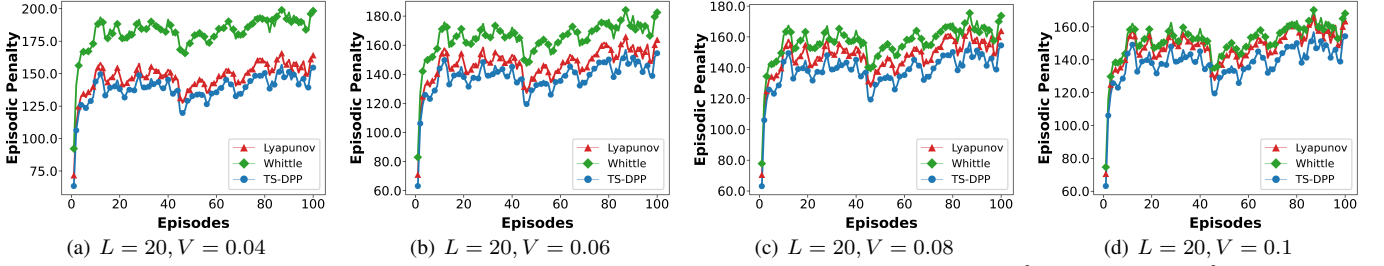 Episodic Penalty
200.0
175.0
150.0
125.0
100.0
75.0
0 20 40 60 80 100
Episodes
Lyapunov
Whittle
TS-DPP
(a) L = 20, V = 0.04
Episodic Penalty
180.0
160.0
140.0
120.0
100.0
80.0
60.0
0 20 40 60 80 100
Episodes
Lyapunov
Whittle
TS-DPP
(b) L = 20, V = 0.06
Episodic Penalty
180.0
160.0
140.0
120.0
100.0
80.0
60.0
0 20 40 60 80 100
Episodes
Lyapunov
Whittle
TS-DPP
(c) L = 20, V = 0.08
Episodic Penalty
160.0
140.0
120.0
100.0
80.0
60.0
0 20 40 60 80 100
Episodes
Lyapunov
Whittle
TS-DPP
(d) L = 20, V = 0.1